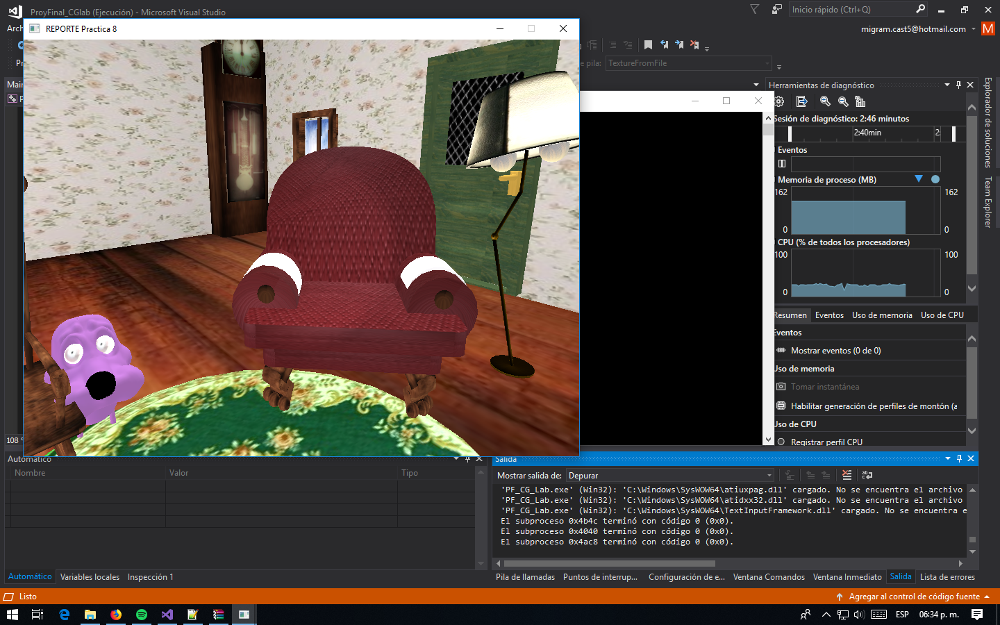 ProyFinal_CGlab (Ejecución) - Microsoft Visual Studio
Inicio rápido (Ctrl+Q)
REPORTE Practica 8
migram.cast5@hotmail.com
M
e pila:
TextureFromFile
Herramientas de diagnóstico
Sesión de diagnóstico: 2:46 minutos
2:40min
Eventos
Memoria de proceso (MB)
162
162
0
0
CPU (% de todos los procesadores)
100
100
0
0
Resumen
Eventos
Uso de memoria
Uso de CPU
Eventos
Mostrar eventos (0 de 0)
Uso de memoria
Tomar instantánea
Habilitar generación de perfiles de montón (a
Uso de CPU
Registrar perfil CPU
Explorador de soluciones
Team Explorer
108
Automático
Nombre
Valor
Tipo
Automático
Variables locales
Inspección 1
Salida
Mostrar salida de:
Depurar
'PF_CG_Lab.exe' (Win32): 'C:\Windows\SysWOW64\atiuxpag.dll' cargado. No se encuentra el archivo
'PF_CG_Lab.exe' (Win32): 'C:\Windows\SysWOW64\atidxx32.dll' cargado. No se encuentra el archivo
'PF_CG_Lab.exe' (Win32): 'C:\Windows\SysWOW64\TextInputFramework.dll' cargado. No se encuentra e
El subproceso 0x4b4c terminó con código 0 (0x0).
El subproceso 0x4040 terminó con código 0 (0x0).
El subproceso 0x4ac8 terminó con código 0 (0x0).
Pila de llamadas
Puntos de interrup...
Configuración de e...
Ventana Comandos
Ventana Inmediato
Salida
Lista de errores
Listo
Agregar al control de código fuente
ESP
06:34 p. m.